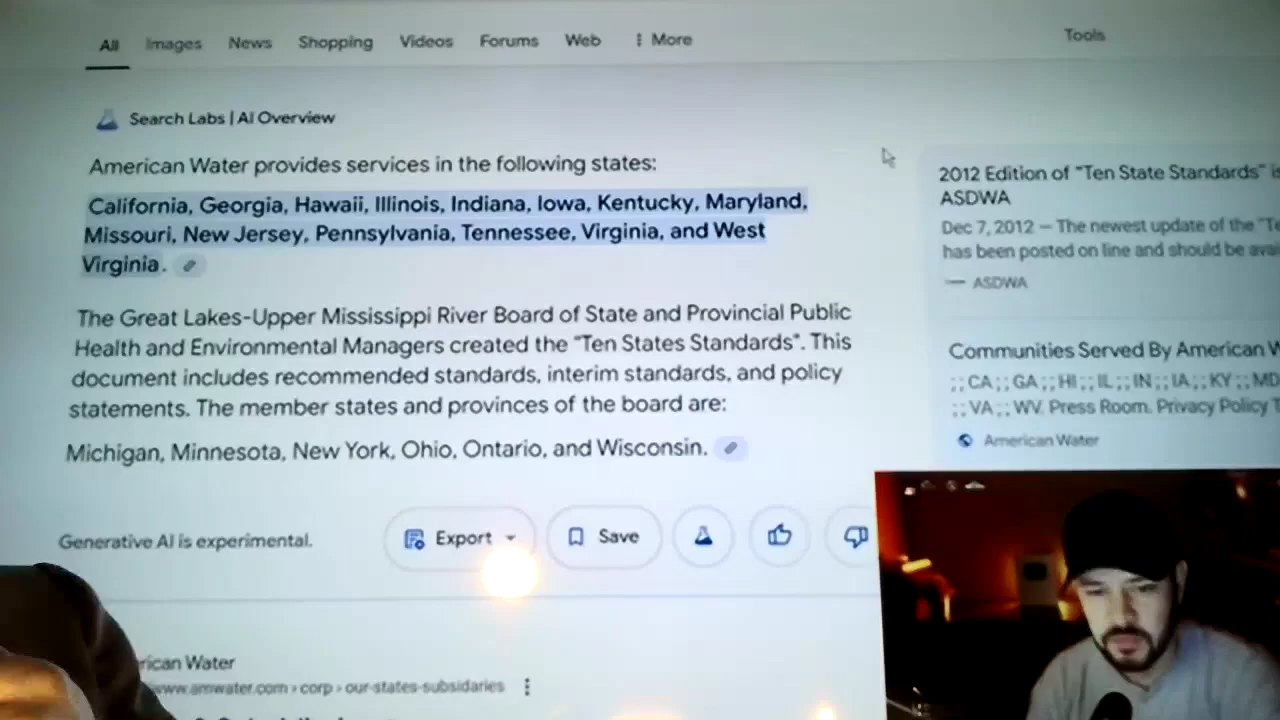 All Images News Shopping Videos Forums Web More Tools
Search Labs | AI Overview
American Water provides services in the following states:
California, Georgia, Hawaii, Illinois, Indiana, Iowa, Kentucky, Maryland,
Missouri, New Jersey, Pennsylvania, Tennessee, Virginia, and West
Virginia.
The Great Lakes-Upper Mississippi River Board of State and Provincial Public
Health and Environmental Managers created the "Ten States Standards". This
document includes recommended standards, interim standards, and policy
statements. The member states and provinces of the board are:
Michigan, Minnesota, New York, Ohio, Ontario, and Wisconsin.
Generative AI is experimental.
Export
Save
2012 Edition of "Ten State Standards"
ASDWA
Dec 7, 2012 — The newest update of the
has been posted on line and should be
— ASDWA
Communities Served By American
;; CA ;; GA ;; HI ;; IL ;; IN ;; IA ;; KY ;; MD
;; VA ;; WV. Press Room. Privacy Policy
American Water
Water
www.amwater.com › corp › our-states-subsidaries